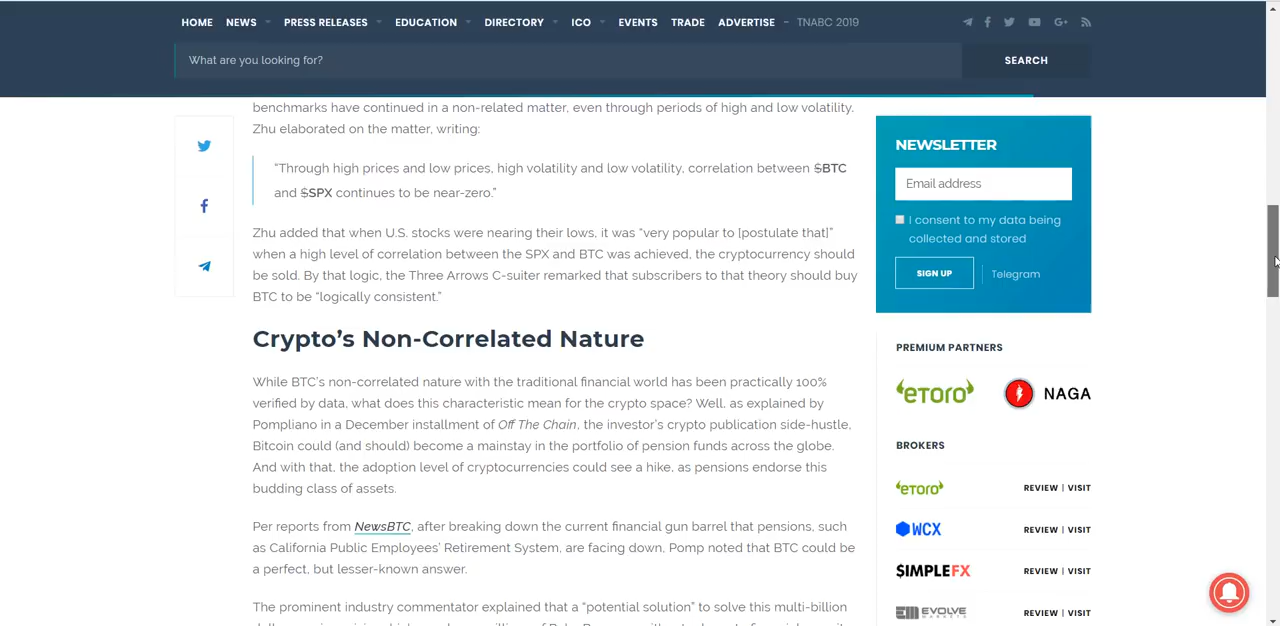 HOME NEWS PRESS RELEASES EDUCATION DIRECTORY ICO EVENTS TRADE ADVERTISE – TNABC 2019
What are you looking for? SEARCH
benchmarks have continued in a non-related matter, even through periods of high and low volatility.
Zhu elaborated on the matter, writing:
“Through high prices and low prices, high volatility and low volatility, correlation between $BTC
and $SPX continues to be near-zero.”
Zhu added that when U.S. stocks were nearing their lows, it was “very popular to [postulate that]”
when a high level of correlation between the SPX and BTC was achieved, the cryptocurrency should
be sold. By that logic, the Three Arrows C-suiter remarked that subscribers to that theory should buy
BTC to be “logically consistent.”
Crypto’s Non-Correlated Nature
While BTC’s non-correlated nature with the traditional financial world has been practically 100%
verified by data, what does this characteristic mean for the crypto space? Well, as explained by
Pompliano in a December installment of Off The Chain, the investor’s crypto publication side-hustle,
Bitcoin could (and should) become a mainstay in the portfolio of pension funds across the globe.
And with that, the adoption level of cryptocurrencies could see a hike, as pensions endorse this
budding class of assets.
Per reports from NewsBTC, after breaking down the current financial gun barrel that pensions, such
as California Public Employees’ Retirement System, are facing down, Pomp noted that BTC could be
a perfect, but lesser-known answer.
The prominent industry commentator explained that a “potential solution” to solve this multi-billion
NEWSLETTER
Email address
I consent to my data being
collected and stored
SIGN UP Telegram
PREMIUM PARTNERS
eToro NAGA
BROKERS
eToro REVIEW | VISIT
WCX REVIEW | VISIT
$IMPLEFX REVIEW | VISIT
EVOLVE REVIEW | VISIT